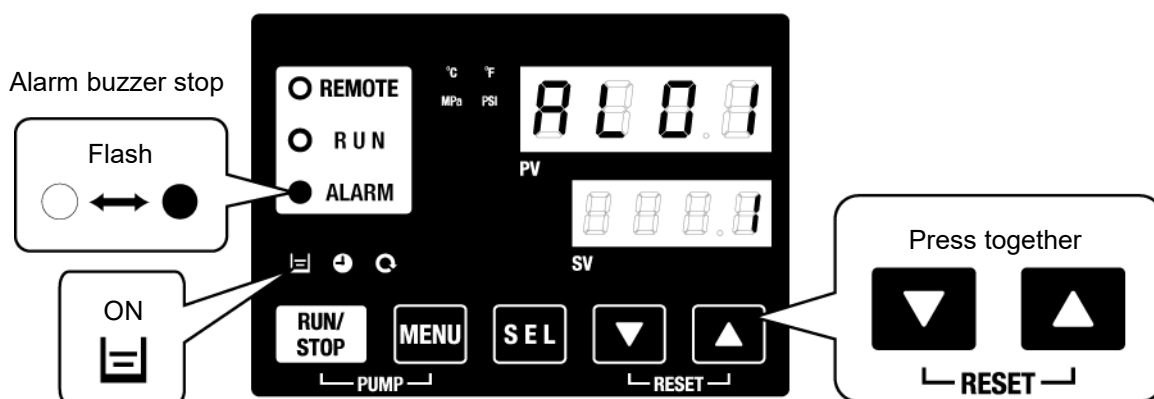 Alarm buzzer stop
Flash
ON
REMOTE
RUN
ALARM
°C °F
MPa PSI
AL01
PV
1
SV
RUN/
STOP
MENU
SEL
PUMP
RESET
Press together
RESET